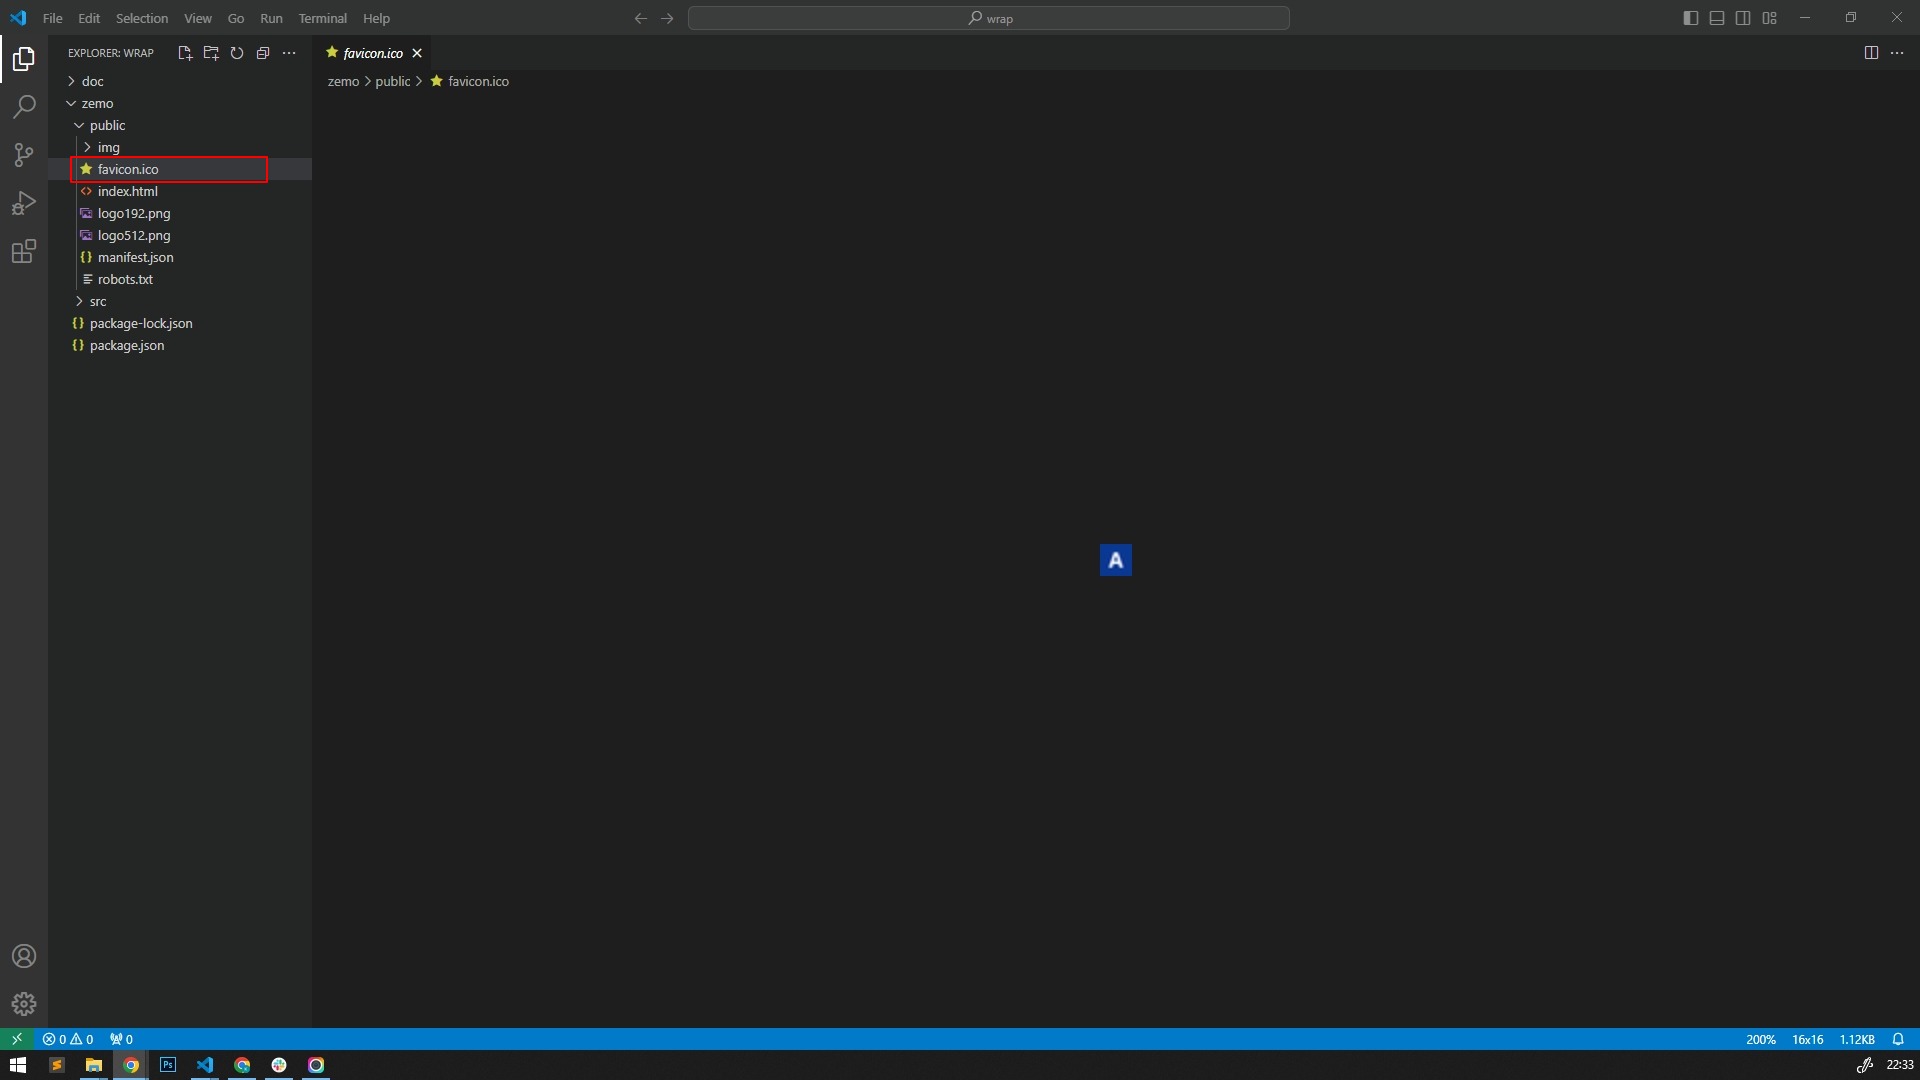 File Edit Selection View Go Run Terminal Help
wrap
EXPLORER: WRAP
favicon.ico
zemo > public > favicon.ico
doc
zemo
public
img
favicon.ico
index.html
logo192.png
logo512.png
manifest.json
robots.txt
src
package-lock.json
package.json
A
0 0 0
200% 16x16 1.12KB
Ps
22:33